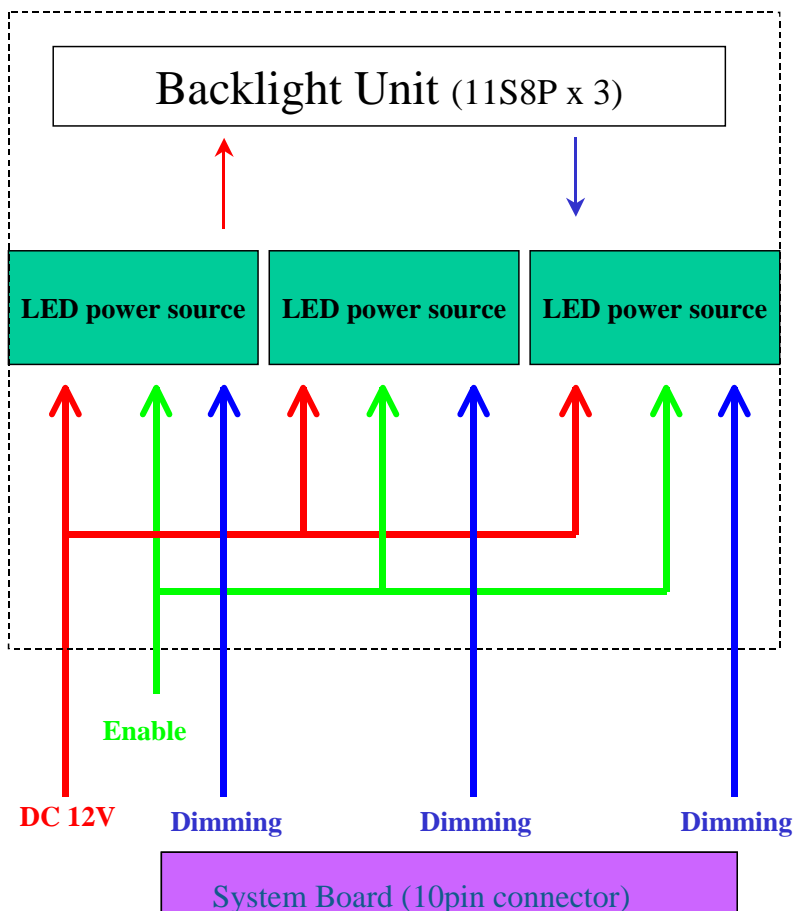 Backlight Unit (11S8P x 3)
LED power source LED power source LED power source
Enable
DC 12V Dimming Dimming Dimming
System Board (10pin connector)